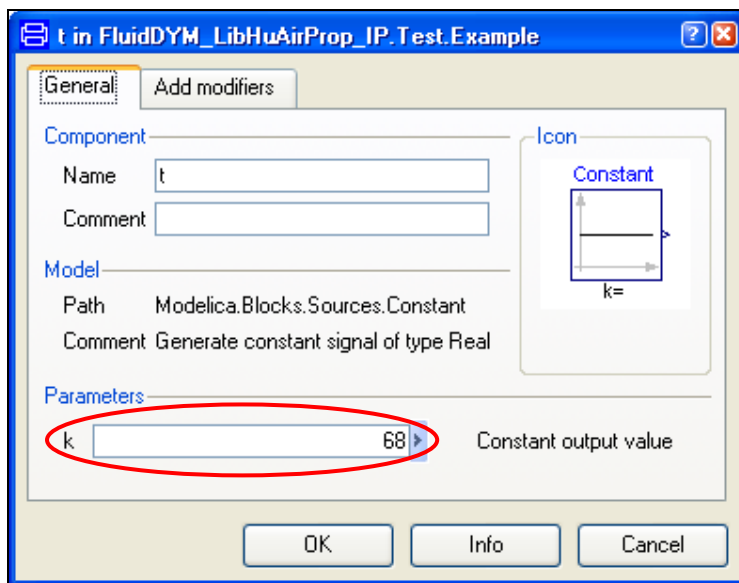 t in FluidDYM_LibHuAirProp_IP.Test.Example
General Add modifiers
Component
Name t
Comment
Icon
Constant
k=
Model
Path Modelica.Blocks.Sources.Constant
Comment Generate constant signal of type Real
Parameters
k 68 Constant output value
OK Info Cancel